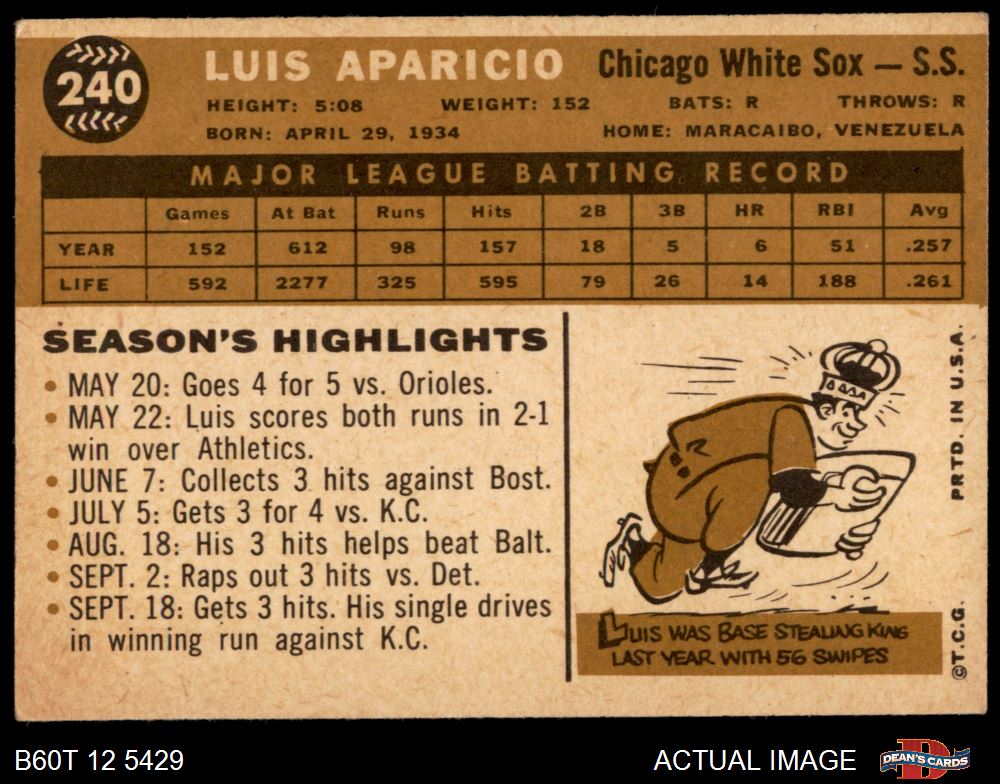 240
LUIS APARICIO Chicago White Sox — S.S.
HEIGHT: 5:08 WEIGHT: 152 BATS: R THROWS: R
BORN: APRIL 29, 1934 HOME: MARACAIBO, VENEZUELA
MAJOR LEAGUE BATTING RECORD
Games At Bat Runs Hits 2B 3B HR RBI Avg
YEAR 152 612 98 157 18 5 6 51 .257
LIFE 592 2277 325 595 79 26 14 188 .261
SEASON'S HIGHLIGHTS
• MAY 20: Goes 4 for 5 vs. Orioles.
• MAY 22: Luis scores both runs in 2-1
win over Athletics.
• JUNE 7: Collects 3 hits against Bost.
• JULY 5: Gets 3 for 4 vs. K.C.
• AUG. 18: His 3 hits helps beat Balt.
• SEPT. 2: Raps out 3 hits vs. Det.
• SEPT. 18: Gets 3 hits. His single drives
in winning run against K.C.
LUIS WAS BASE STEALING KING
LAST YEAR WITH 56 SWIPES
©T.C.G. PRTD. IN U.S.A.
B60T 12 5429 ACTUAL IMAGE
D
DEAN'S CARDS